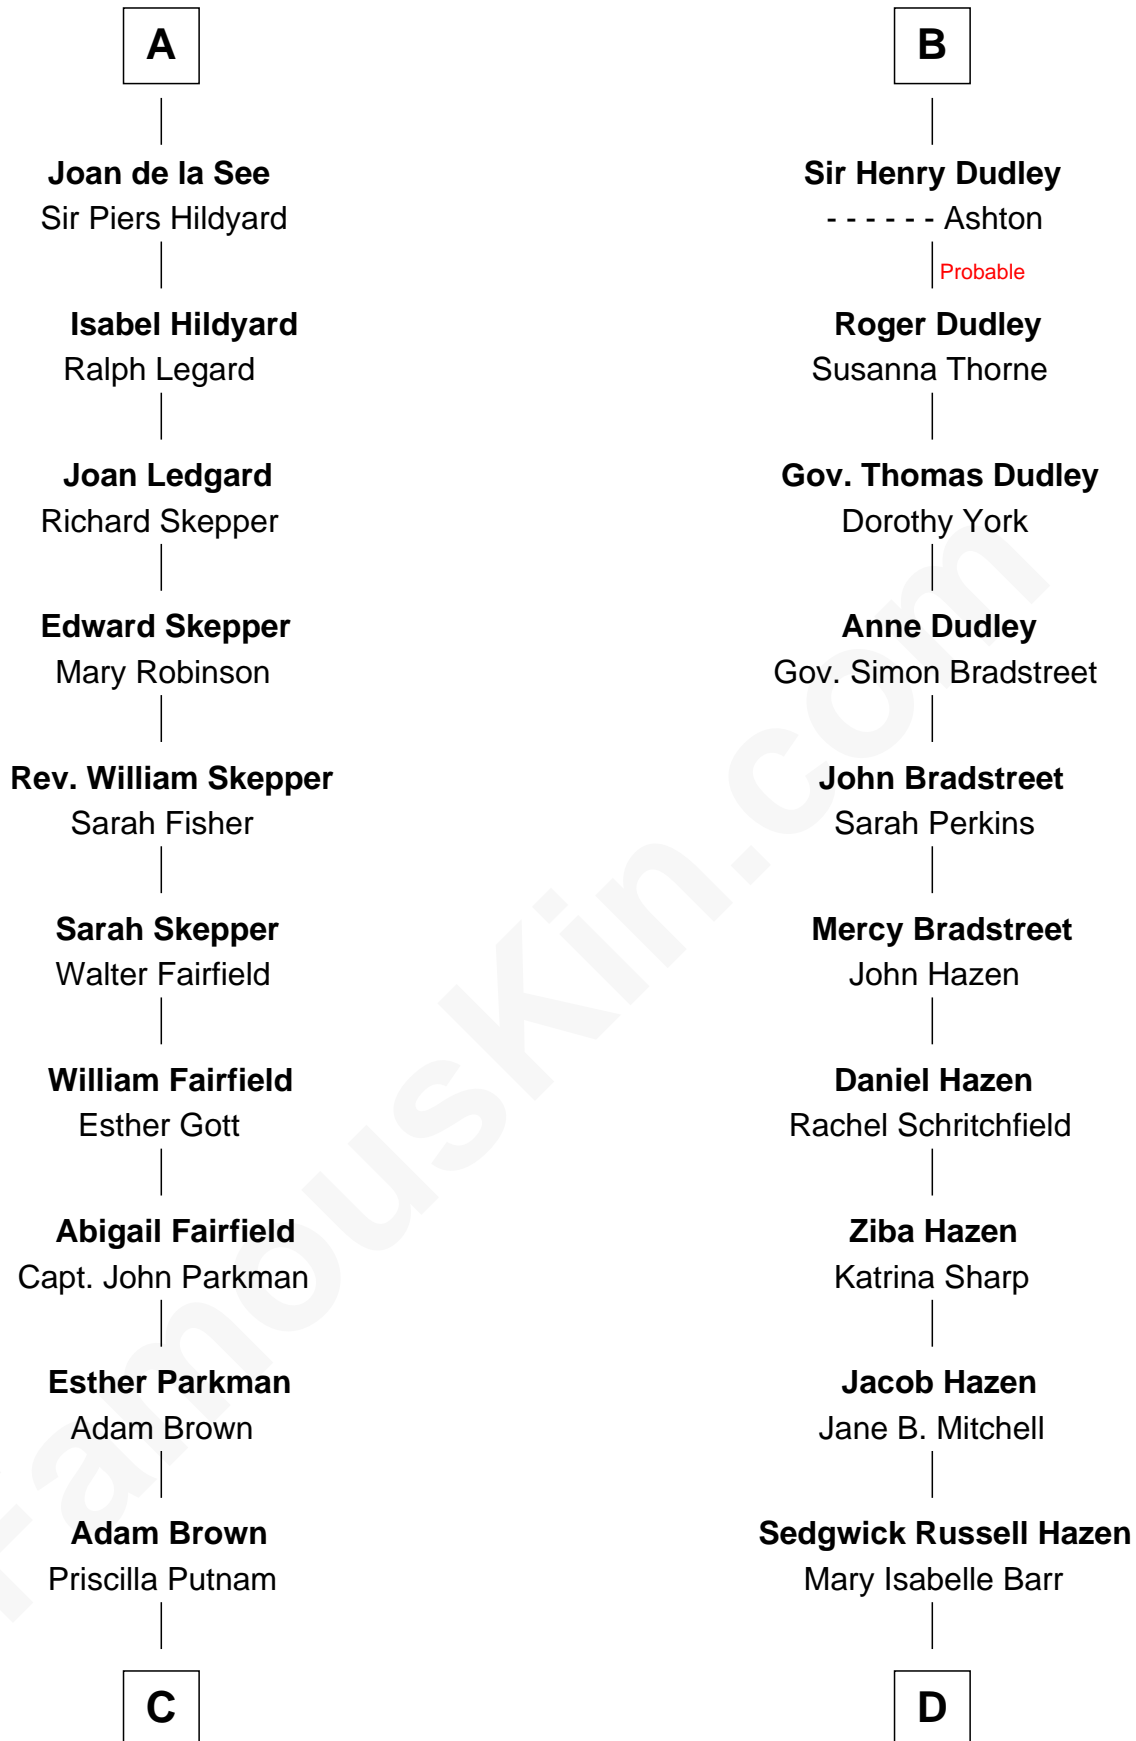 A
Joan de la See
Sir Piers Hildyard
Isabel Hildyard
Ralph Legard
Joan Ledgard
Richard Skepper
Edward Skepper
Mary Robinson
Rev. William Skepper
Sarah Fisher
Sarah Skepper
Walter Fairfield
William Fairfield
Esther Gott
Abigail Fairfield
Capt. John Parkman
Esther Parkman
Adam Brown
Adam Brown
Priscilla Putnam
C
B
Sir Henry Dudley
- - - - - - Ashton
Probable
Roger Dudley
Susanna Thorne
Gov. Thomas Dudley
Dorothy York
Anne Dudley
Gov. Simon Bradstreet
John Bradstreet
Sarah Perkins
Mercy Bradstreet
John Hazen
Daniel Hazen
Rachel Schritchfield
Ziba Hazen
Katrina Sharp
Jacob Hazen
Jane B. Mitchell
Sedgwick Russell Hazen
Mary Isabelle Barr
D
FamousKin.com